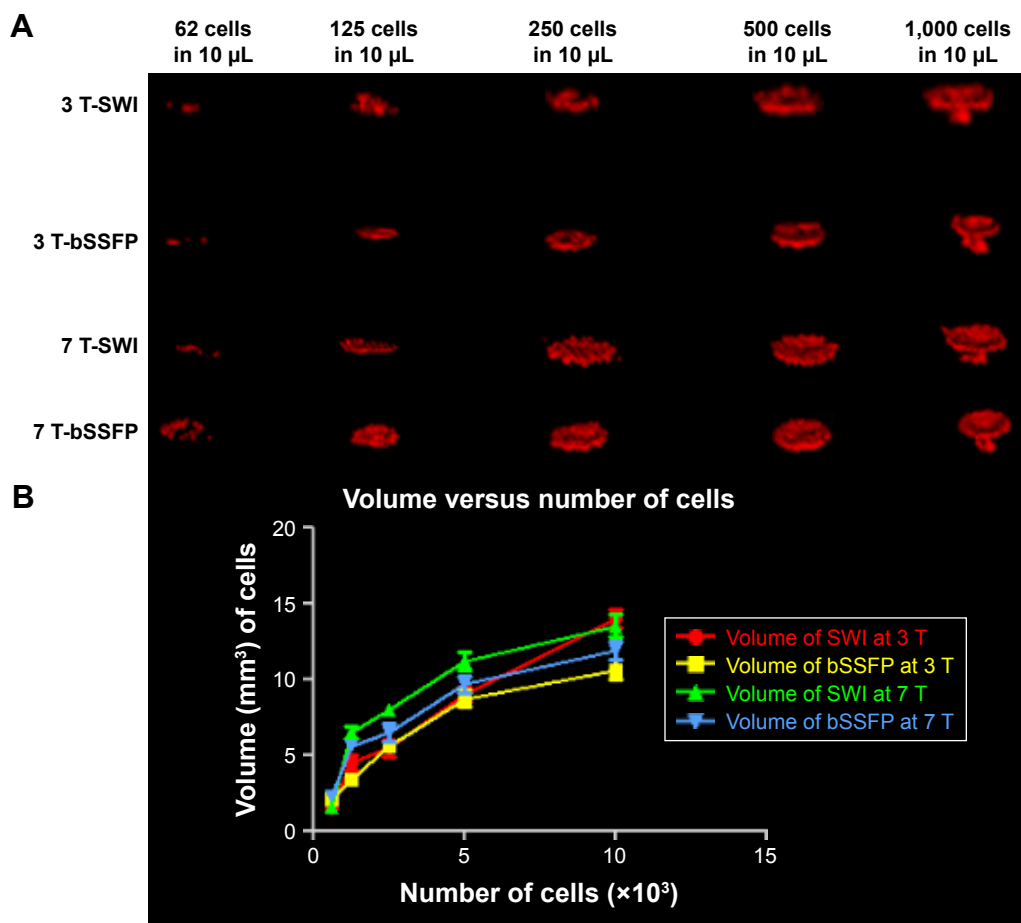 A
62 cells
in 10 µL
125 cells
in 10 µL
250 cells
in 10 µL
500 cells
in 10 µL
1,000 cells
in 10 µL
3 T-SWI
3 T-bSSFP
7 T-SWI
7 T-bSSFP
B
Volume versus number of cells
Volume (mm³) of cells
20
15
10
5
0
0
5
10
15
Number of cells (×10³)
Volume of SWI at 3 T
Volume of bSSFP at 3 T
Volume of SWI at 7 T
Volume of bSSFP at 7 T